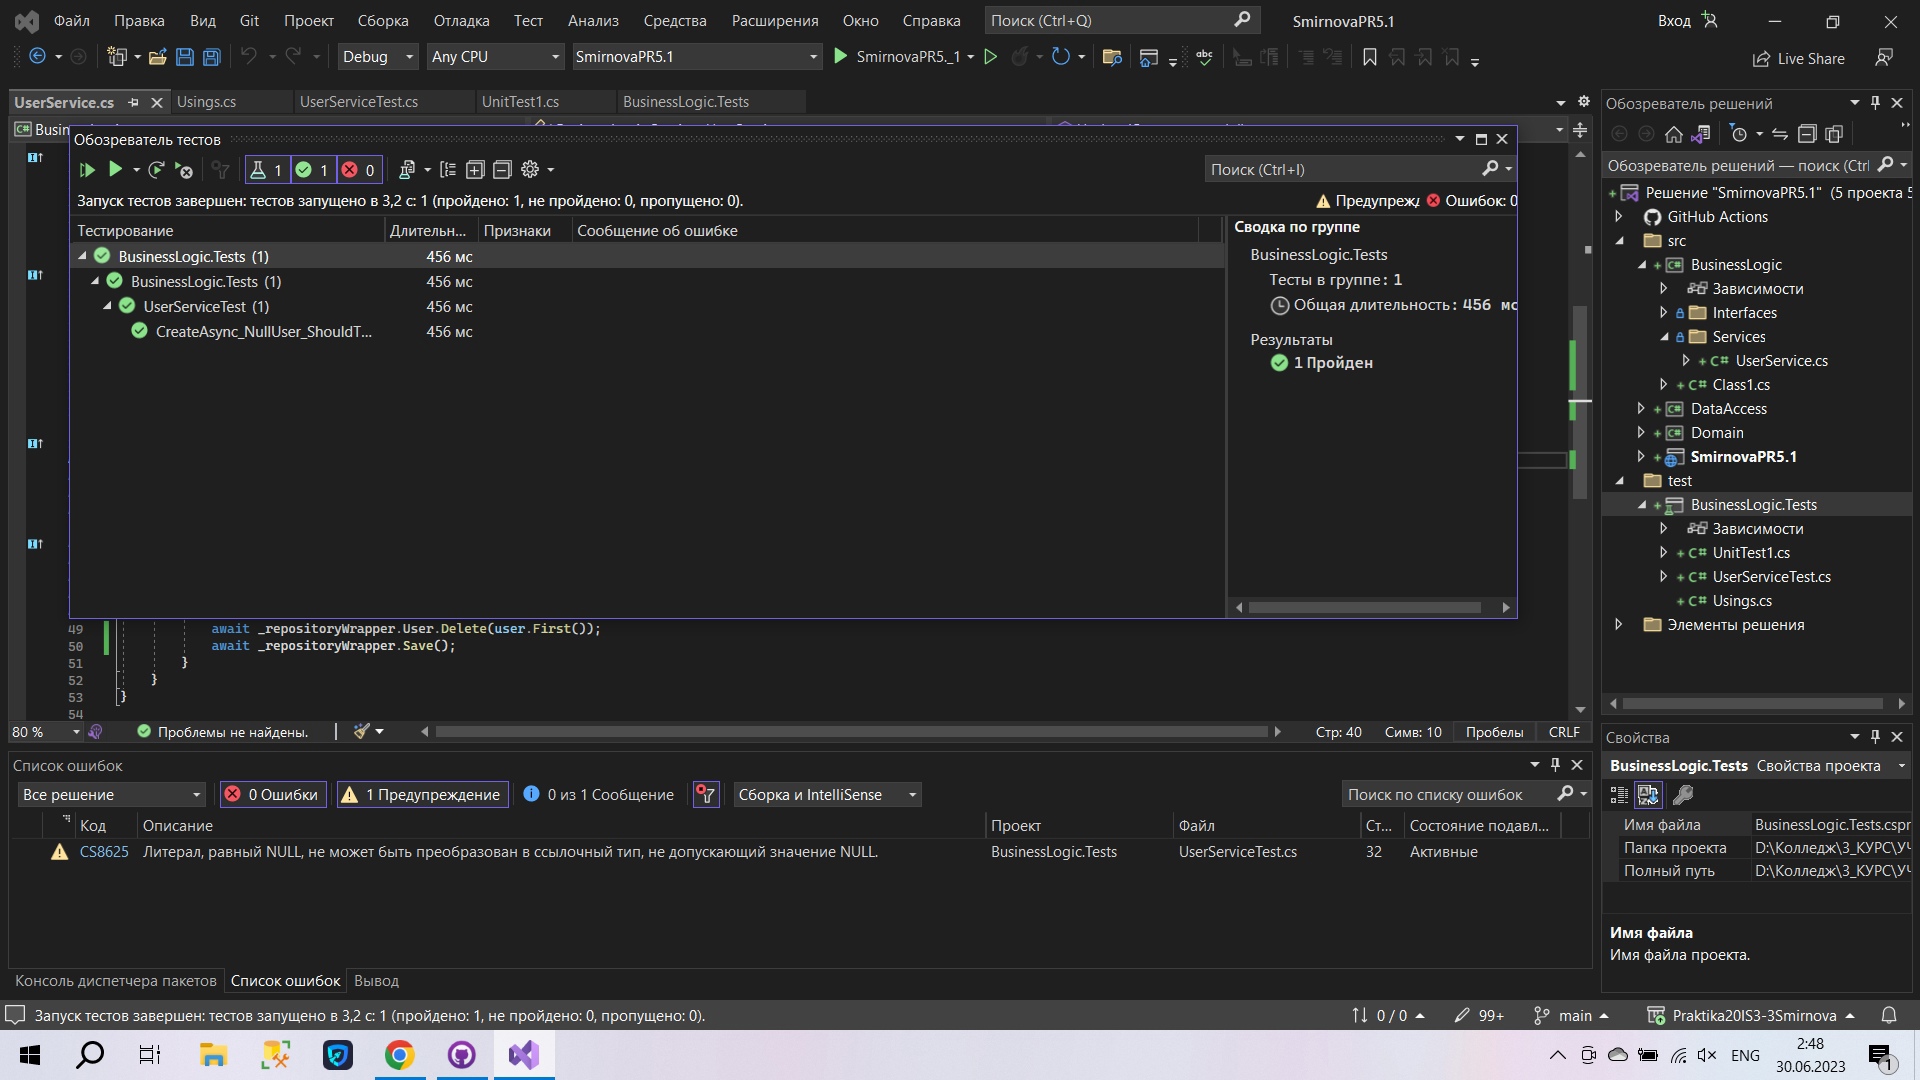 Файл Правка Вид Git Проект Сборка Отладка Тест Анализ Средства Расширения Окно Справка Поиск (Ctrl+Q) SmirnovaPR5.1 Вход
Debug Any CPU SmirnovaPR5.1 SmirnovaPR5._1 Live Share
UserService.cs Usings.cs UserServiceTest.cs UnitTest1.cs BusinessLogic.Tests
Обозреватель тестов
1 1 0 Поиск (Ctrl+I)
Запуск тестов завершен: тестов запущено в 3,2 с: 1 (пройдено: 1, не пройдено: 0, пропущено: 0). Предупрежд Ошибок: 0
Тестирование Длительн... Признаки Сообщение об ошибке
BusinessLogic.Tests (1) 456 мс
BusinessLogic.Tests (1) 456 мс
UserServiceTest (1) 456 мс
CreateAsync_NullUser_ShouldT... 456 мс
Сводка по группе
BusinessLogic.Tests
Тесты в группе: 1
Общая длительность: 456 мс
Результаты
1 Пройден
49 await _repositoryWrapper.User.Delete(user.First());
50 await _repositoryWrapper.Save();
51 }
52 }
53 }
54
80 % Проблемы не найдены. Стр: 40 Симв: 10 Пробелы CRLF
Обозреватель решений
Обозреватель решений — поиск (Ctrl
Решение "SmirnovaPR5.1" (5 проекта 5
GitHub Actions
src
BusinessLogic
Зависимости
Interfaces
Services
UserService.cs
Class1.cs
DataAccess
Domain
SmirnovaPR5.1
test
BusinessLogic.Tests
Зависимости
UnitTest1.cs
UserServiceTest.cs
Usings.cs
Элементы решения
Список ошибок
Все решение 0 Ошибки 1 Предупреждение 0 из 1 Сообщение Сборка и IntelliSense Поиск по списку ошибок
Код Описание Проект Файл Ст... Состояние подавл...
CS8625 Литерал, равный NULL, не может быть преобразован в ссылочный тип, не допускающий значение NULL. BusinessLogic.Tests UserServiceTest.cs 32 Активные
Консоль диспетчера пакетов Список ошибок Вывод
Свойства
BusinessLogic.Tests Свойства проекта
Имя файла BusinessLogic.Tests.cspr
Папка проекта D:\Колледж\3_КУРС\УЧ
Полный путь D:\Колледж\3_КУРС\УЧ
Имя файла
Имя файла проекта.
Запуск тестов завершен: тестов запущено в 3,2 с: 1 (пройдено: 1, не пройдено: 0, пропущено: 0). 0 / 0 99+ main Praktika20IS3-3Smirnova
ENG 2:48
30.06.2023 1